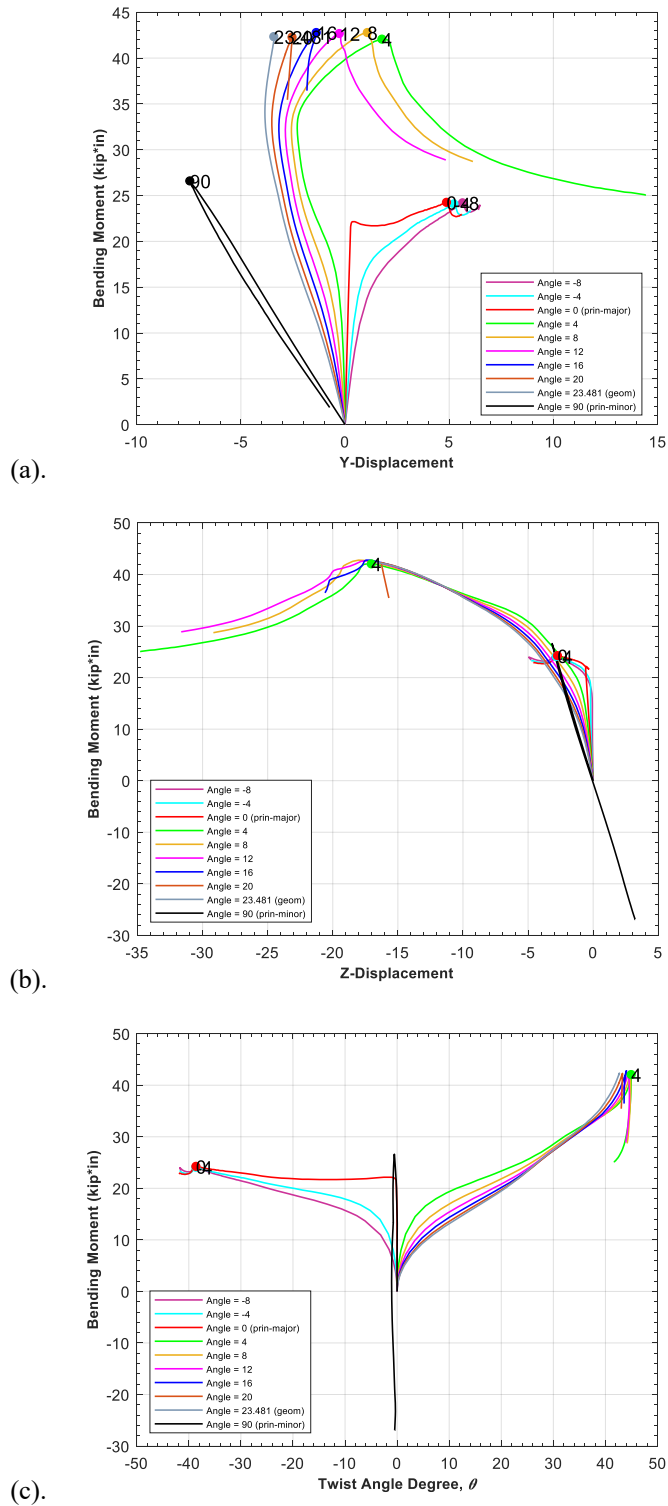 45
40
35
30
25
20
15
10
5
0
Bending Moment (kip*in)
16
12
8
4
90
0
Angle = -8
Angle = -4
Angle = 0 (prin-major)
Angle = 4
Angle = 8
Angle = 12
Angle = 16
Angle = 20
Angle = 23.481 (geom)
Angle = 90 (prin-minor)
-10 -5 0 5 10 15
Y-Displacement
(a).
50
40
30
20
10
0
-10
-20
-30
Bending Moment (kip*in)
4
Angle = -8
Angle = -4
Angle = 0 (prin-major)
Angle = 4
Angle = 8
Angle = 12
Angle = 16
Angle = 20
Angle = 23.481 (geom)
Angle = 90 (prin-minor)
-35 -30 -25 -20 -15 -10 -5 0 5
Z-Displacement
(b).
50
40
30
20
10
0
-10
-20
-30
Bending Moment (kip*in)
4
Angle = -8
Angle = -4
Angle = 0 (prin-major)
Angle = 4
Angle = 8
Angle = 12
Angle = 16
Angle = 20
Angle = 23.481 (geom)
Angle = 90 (prin-minor)
-50 -40 -30 -20 -10 0 10 20 30 40 50
Twist Angle Degree, θ
(c).